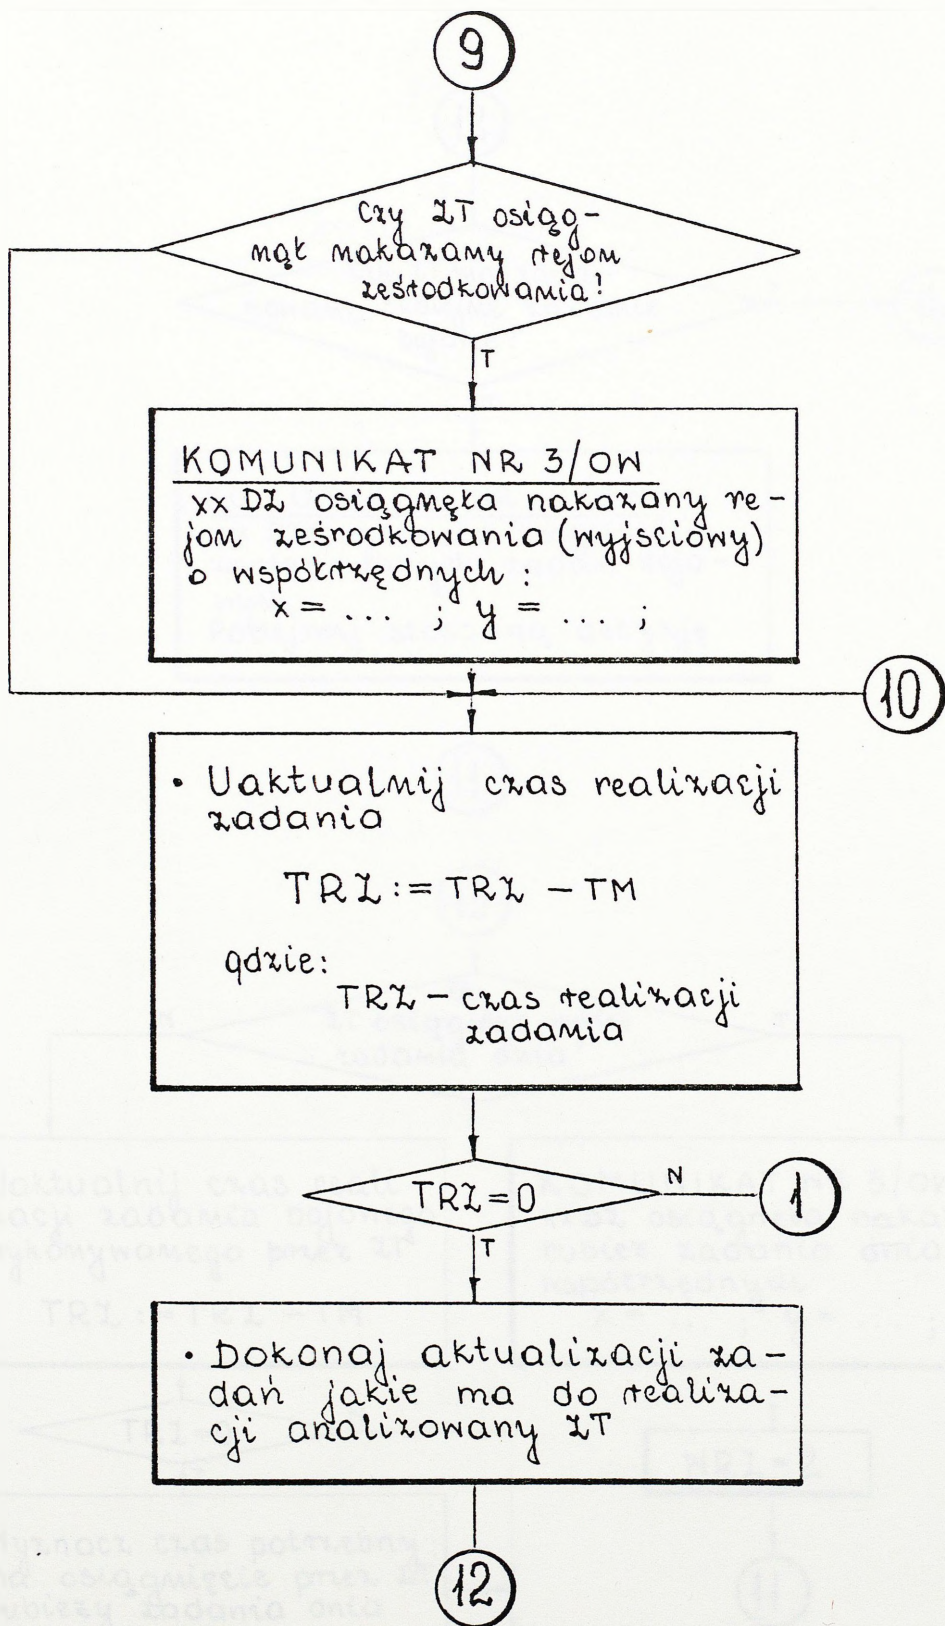 9
Czy ZT osiąg-
nął nakazany rejon
ześrodkowania?
T
KOMUNIKAT NR 3/OW
xx DZ osiągnęła nakazany re-
jon ześrodkowania (wyjściowy)
o współrzędnych:
x = ... ; y = ... ;
10
• Uaktualnij czas realizacji
zadania
TRZ := TRZ - TM
gdzie:
TRZ - czas realizacji
zadania
TRZ=0
N
1
T
• Dokonaj aktualizacji za-
dań jakie ma do realiza-
cji analizowany ZT
12